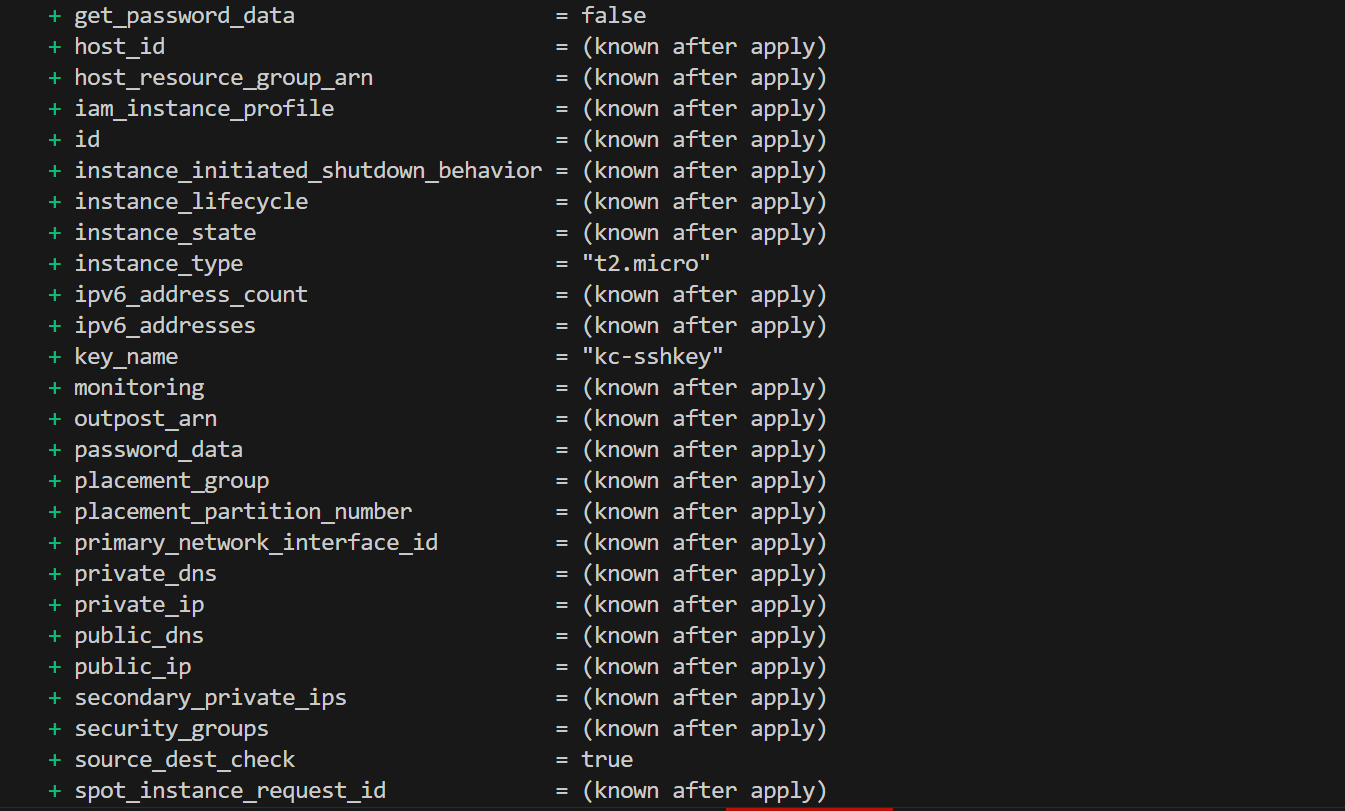 + get_password_data                    = false
+ host_id                              = (known after apply)
+ host_resource_group_arn              = (known after apply)
+ iam_instance_profile                 = (known after apply)
+ id                                   = (known after apply)
+ instance_initiated_shutdown_behavior = (known after apply)
+ instance_lifecycle                   = (known after apply)
+ instance_state                       = (known after apply)
+ instance_type                        = "t2.micro"
+ ipv6_address_count                   = (known after apply)
+ ipv6_addresses                       = (known after apply)
+ key_name                             = "kc-sshkey"
+ monitoring                           = (known after apply)
+ outpost_arn                          = (known after apply)
+ password_data                        = (known after apply)
+ placement_group                      = (known after apply)
+ placement_partition_number           = (known after apply)
+ primary_network_interface_id         = (known after apply)
+ private_dns                          = (known after apply)
+ private_ip                           = (known after apply)
+ public_dns                           = (known after apply)
+ public_ip                            = (known after apply)
+ secondary_private_ips                = (known after apply)
+ security_groups                      = (known after apply)
+ source_dest_check                    = true
+ spot_instance_request_id             = (known after apply)